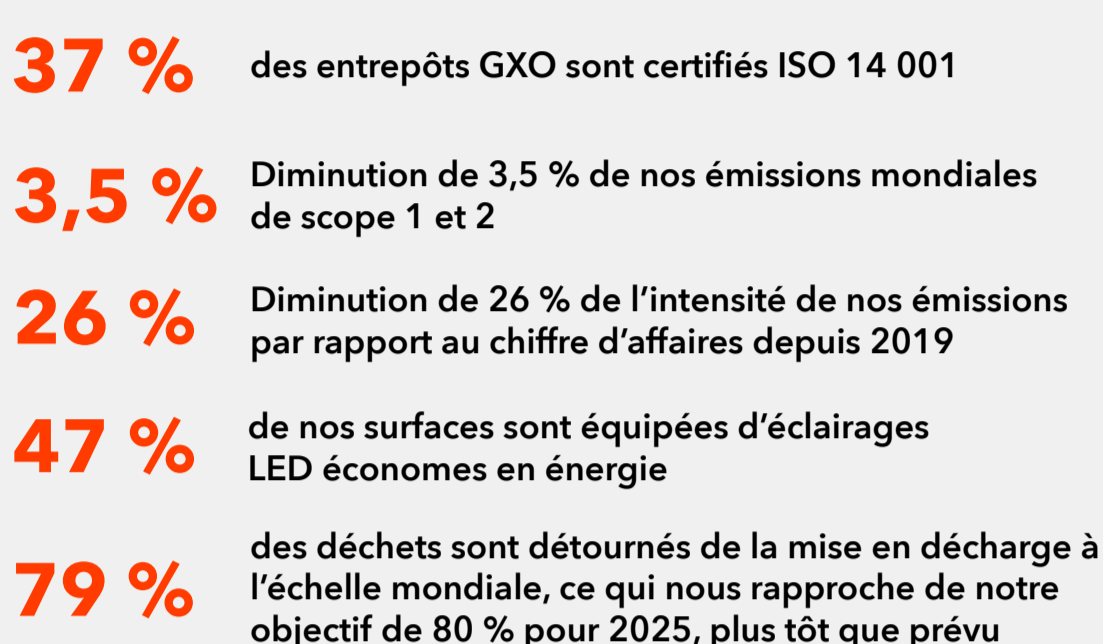 37 %
des entrepôts GXO sont certifiés ISO 14 001
3,5 %
Diminution de 3,5 % de nos émissions mondiales
de scope 1 et 2
26 %
Diminution de 26 % de l’intensité de nos émissions
par rapport au chiffre d’affaires depuis 2019
47 %
de nos surfaces sont équipées d’éclairages
LED économes en énergie
79 %
des déchets sont détournés de la mise en décharge à
l’échelle mondiale, ce qui nous rapproche de notre
objectif de 80 % pour 2025, plus tôt que prévu